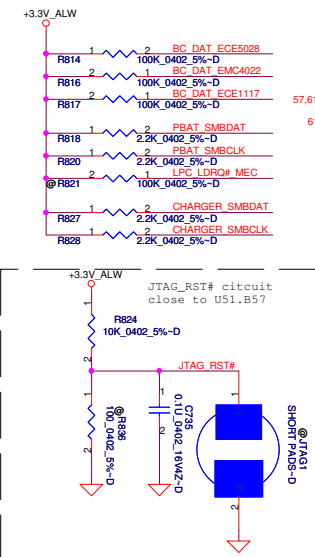 +3.3V_ALW
1 2 BC_DAT_ECE5028
R814 100K_0402_5%~D
2 1 BC_DAT_EMC4022
R816 100K_0402_5%~D
2 1 BC_DAT_ECE1117
R817 100K_0402_5%~D
57,61
1 2 PBAT_SMBDAT
R818 2.2K_0402_5%~D
1 2 PBAT_SMBCLK
R820 2.2K_0402_5%~D
2 1 LPC_LDRQ#_MEC
@R821 100K_0402_5%~D
1 2 CHARGER_SMBDAT
R827 2.2K_0402_5%~D
1 2 CHARGER_SMBCLK
R828 2.2K_0402_5%~D
+3.3V_ALW
JTAG_RST# citcuit
close to U51.B57
1
R824
10K_0402_5%~D
2
JTAG_RST#
1
@R836
100_0402_5%~D
2
1
C735
0.1U_0402_16V4Z~D
2
1
@JTAG1
SHORT PADS~D
2